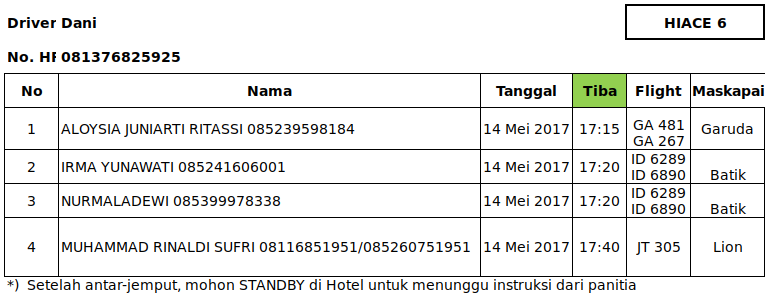 Driver Dani
HIACE 6
No. HF 081376825925
No Nama Tanggal Tiba Flight Maskapai
1 ALOYSIA JUNIARTI RITASSI 085239598184 14 Mei 2017 17:15 GA 481 GA 267 Garuda
2 IRMA YUNAWATI 085241606001 14 Mei 2017 17:20 ID 6289 ID 6890 Batik
3 NURMALADEWI 085399978338 14 Mei 2017 17:20 ID 6289 ID 6890 Batik
4 MUHAMMAD RINALDI SUFRI 08116851951/085260751951 14 Mei 2017 17:40 JT 305 Lion
*) Setelah antar-jemput, mohon STANDBY di Hotel untuk menunggu instruksi dari panitia